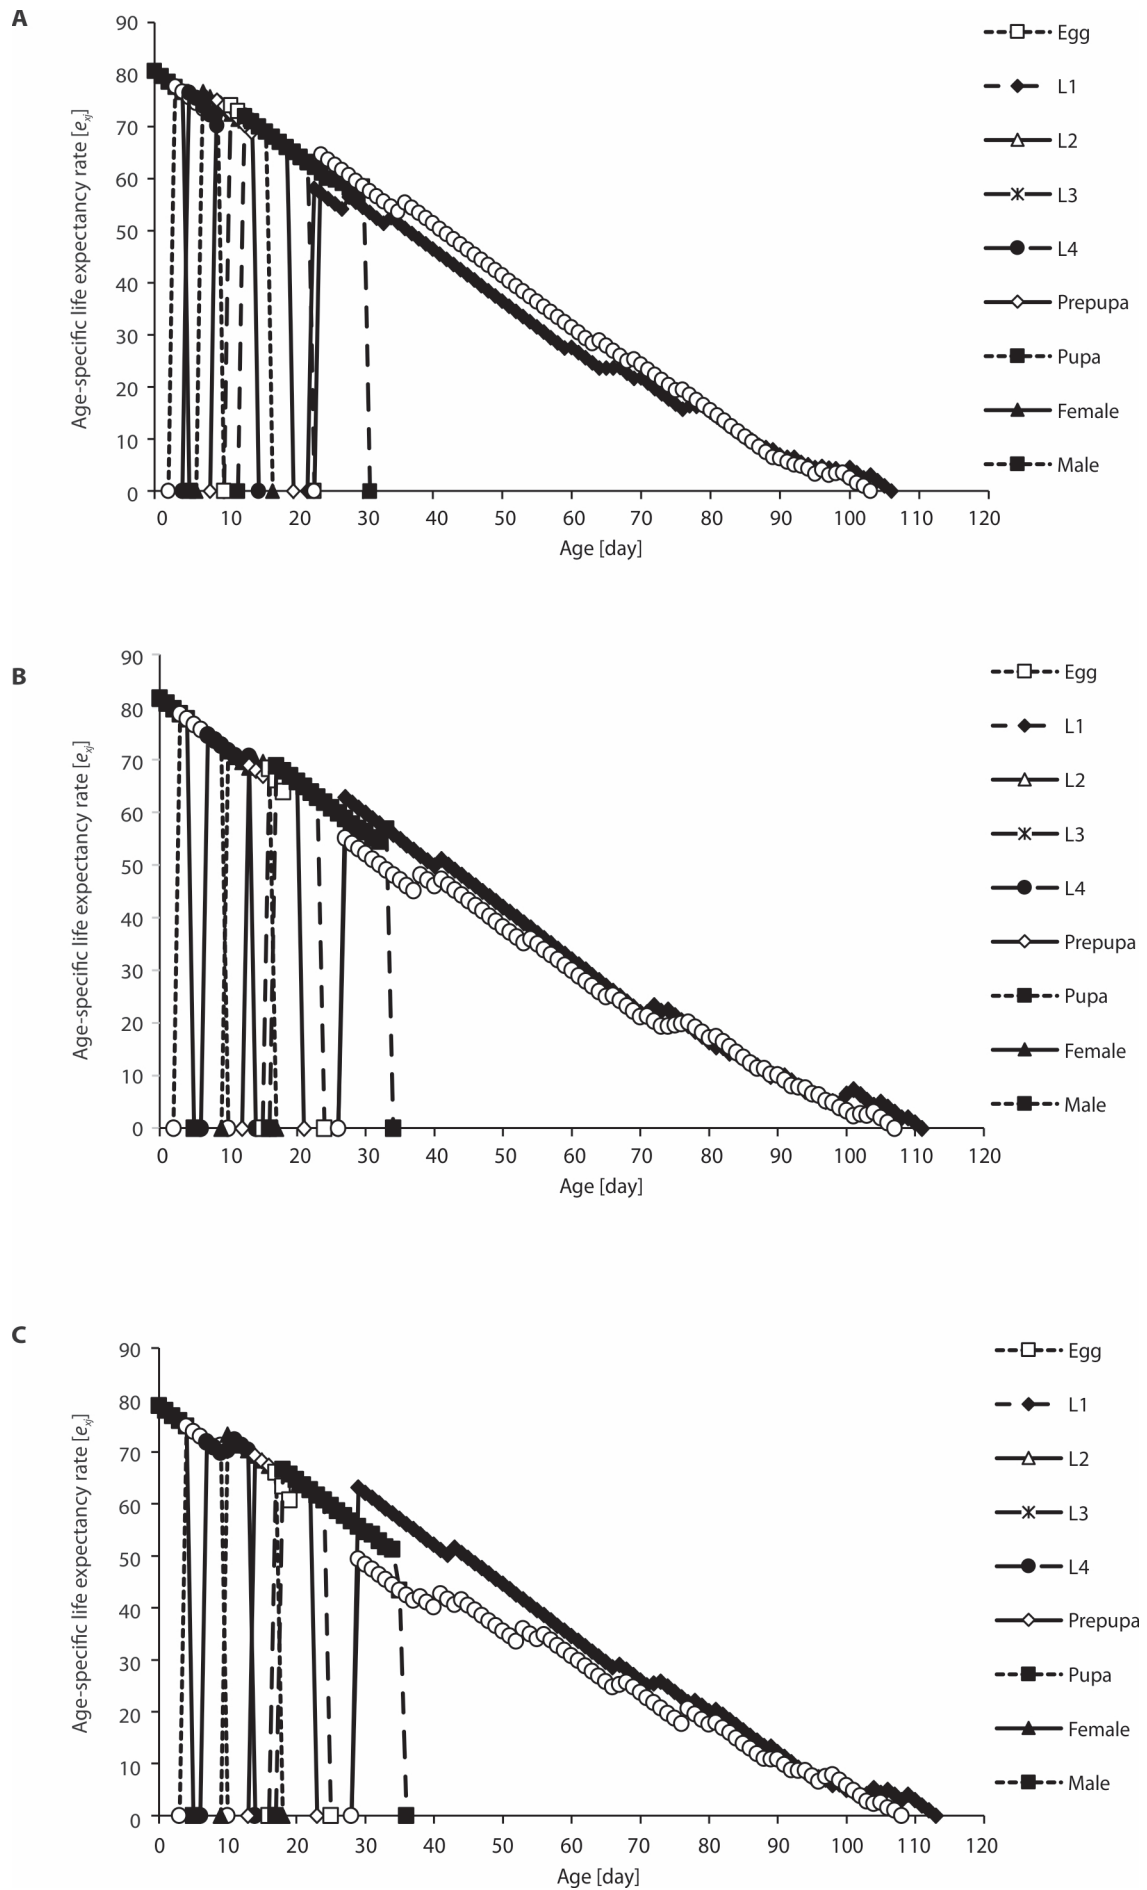 A
Age-specific life expectancy rate [exj]
90
80
70
60
50
40
30
20
10
0
0 10 20 30 40 50 60 70 80 90 100 110 120
Age [day]
Egg
L1
L2
L3
L4
Prepupa
Pupa
Female
Male
B
Age-specific life expectancy rate [exj]
90
80
70
60
50
40
30
20
10
0
0 10 20 30 40 50 60 70 80 90 100 110 120
Age [day]
Egg
L1
L2
L3
L4
Prepupa
Pupa
Female
Male
C
Age-specific life expectancy rate [exj]
90
80
70
60
50
40
30
20
10
0
0 10 20 30 40 50 60 70 80 90 100 110 120
Age [day]
Egg
L1
L2
L3
L4
Prepupa
Pupa
Female
Male